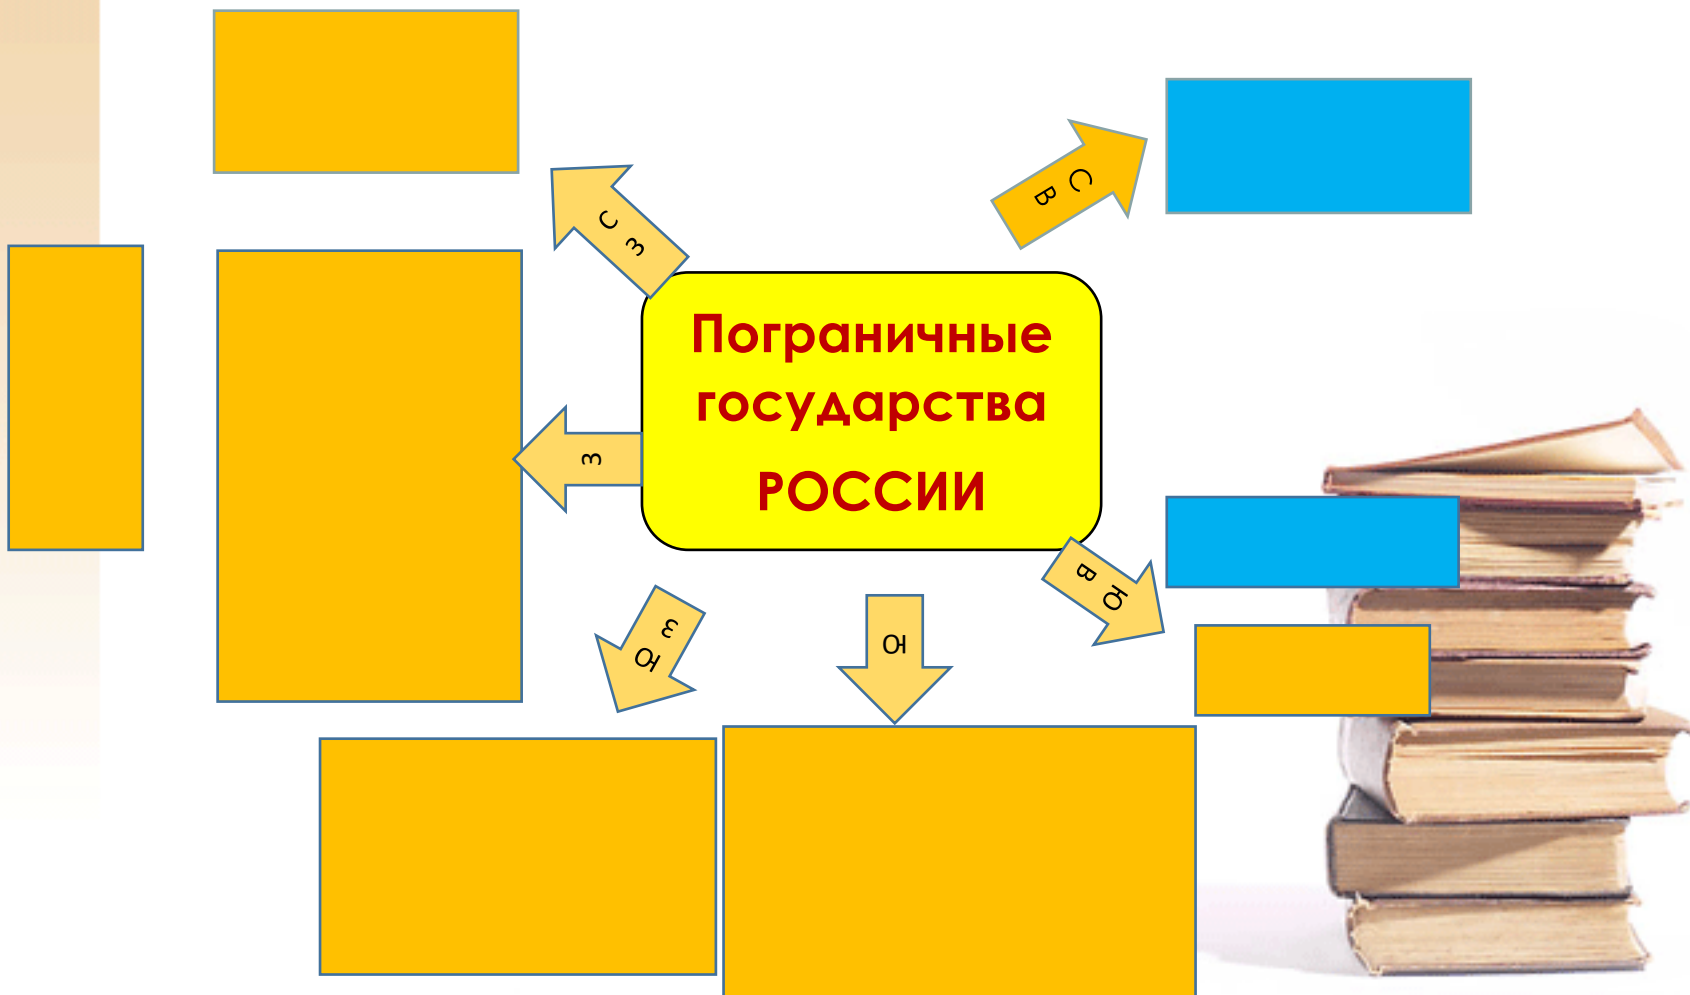 С З
С В
Пограничные
государства
РОССИИ
З
Ю З
Ю
Ю В